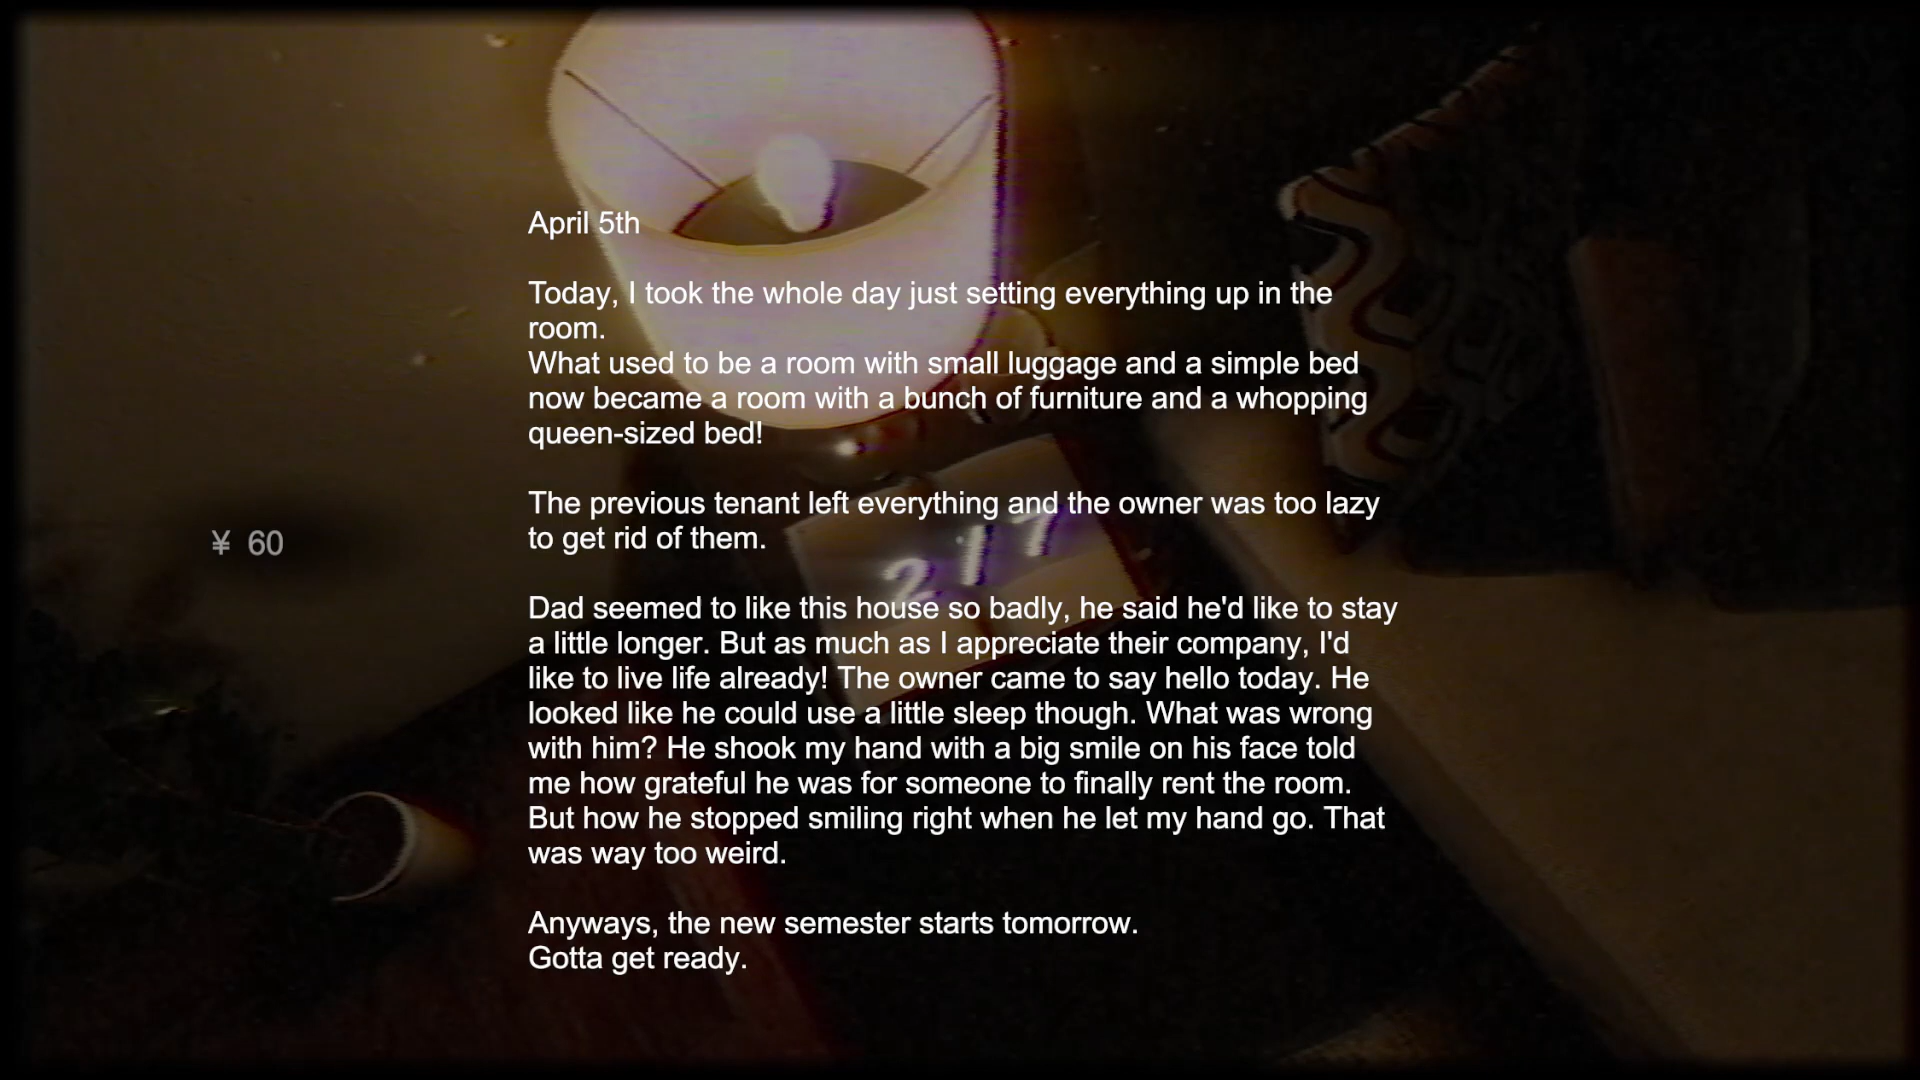 April 5th
Today, I took the whole day just setting everything up in the
room.
What used to be a room with small luggage and a simple bed
now became a room with a bunch of furniture and a whopping
queen-sized bed!
The previous tenant left everything and the owner was too lazy
to get rid of them.
¥ 60
217
Dad seemed to like this house so badly, he said he'd like to stay
a little longer. But as much as I appreciate their company, I'd
like to live life already! The owner came to say hello today. He
looked like he could use a little sleep though. What was wrong
with him? He shook my hand with a big smile on his face told
me how grateful he was for someone to finally rent the room.
But how he stopped smiling right when he let my hand go. That
was way too weird.
Anyways, the new semester starts tomorrow.
Gotta get ready.